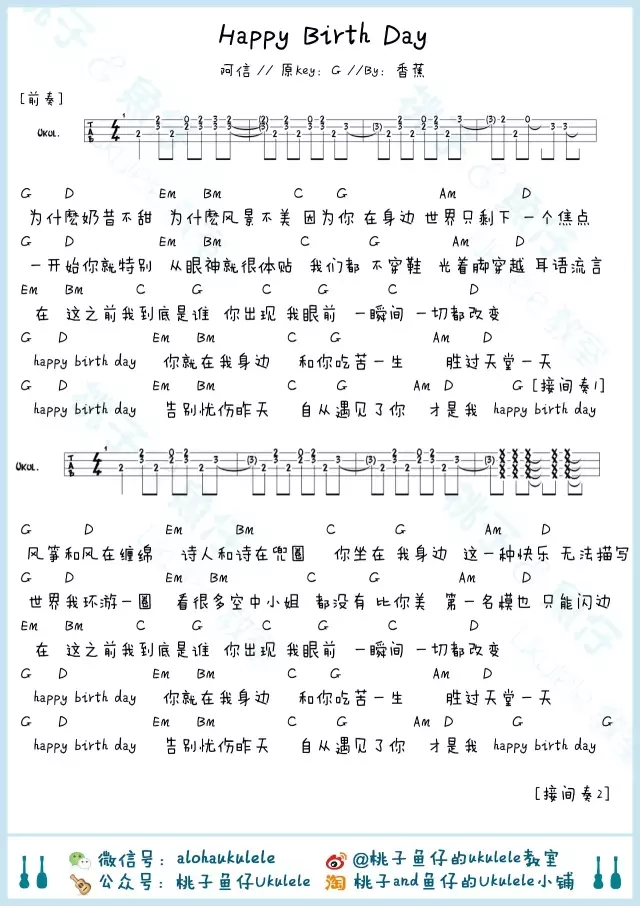 Happy Birth Day
阿信 // 原key: G //By: 香蕉
[前奏]
UKUL.
G D Em Bm C G Am D
为什麽奶昔不甜 为什麽风景不美 因为你 在身边 世界只剩下 一个焦点
G D Em Bm C G Am D
一开始你就特别 从眼神就很体贴 我们都 不穿鞋 光着脚穿越 耳语流言
Em Bm C G C G C D
在 这之前我到底是谁 你出现 我眼前 一瞬间 一切都改变
G D Em Bm C G Am D
happy birth day 你就在我身边 和你吃苦一生 胜过天堂一天
G D Em Bm C G Am D G [接间奏1]
happy birth day 告别忧伤昨天 自从遇见了你 才是我 happy birth day
UKUL.
G D Em Bm C G Am D
风筝和风在缠绵 诗人和诗在兜圈 你坐在 我身边 这一种快乐 无法描写
G D Em Bm C G Am D
世界我环游一圈 看很多空中小姐 都没有 比你美 第一名模也 只能闪边
Em Bm C G C G C D
在 这之前我到底是谁 你出现 我眼前 一瞬间 一切都改变
G D Em Bm C G Am D
happy birth day 你就在我身边 和你吃苦一生 胜过天堂一天
G D Em Bm C G Am D G G
happy birth day 告别忧伤昨天 自从遇见了你 才是我 happy birth day
[接间奏2]
微信号: alohaukulele @桃子鱼仔的ukulele教室
公众号: 桃子鱼仔Ukulele 淘 桃子and鱼仔的Ukulele小铺